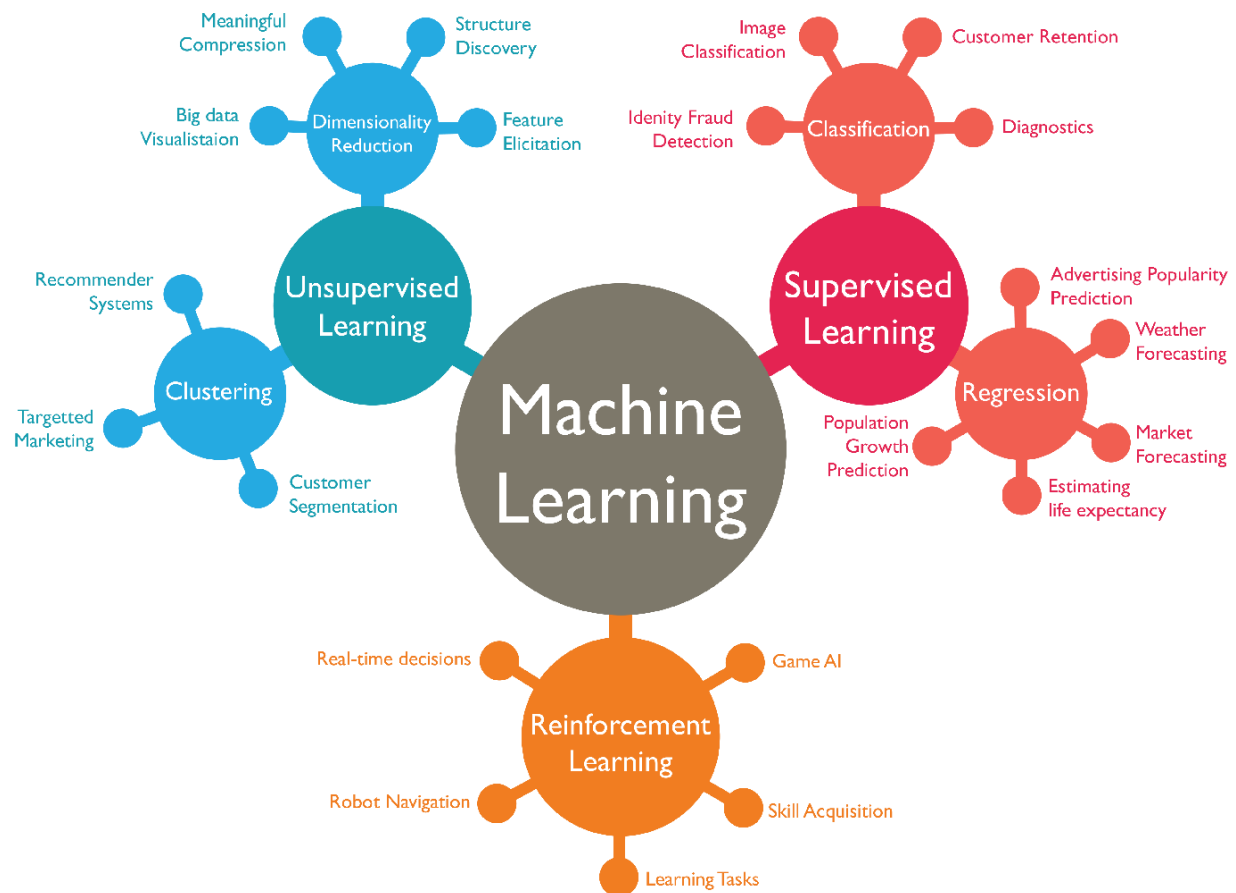 Meaningful
Compression
Structure
Discovery
Big data
Visualistaion
Dimensionality
Reduction
Feature
Elicitation
Image
Classification
Customer Retention
Idenity Fraud
Detection
Classification
Diagnostics
Recommender
Systems
Unsupervised
Learning
Clustering
Targetted
Marketing
Customer
Segmentation
Supervised
Learning
Advertising Popularity
Prediction
Weather
Forecasting
Regression
Population
Growth
Prediction
Market
Forecasting
Estimating
life expectancy
Machine
Learning
Real-time decisions
Game AI
Reinforcement
Learning
Robot Navigation
Skill Acquisition
Learning Tasks